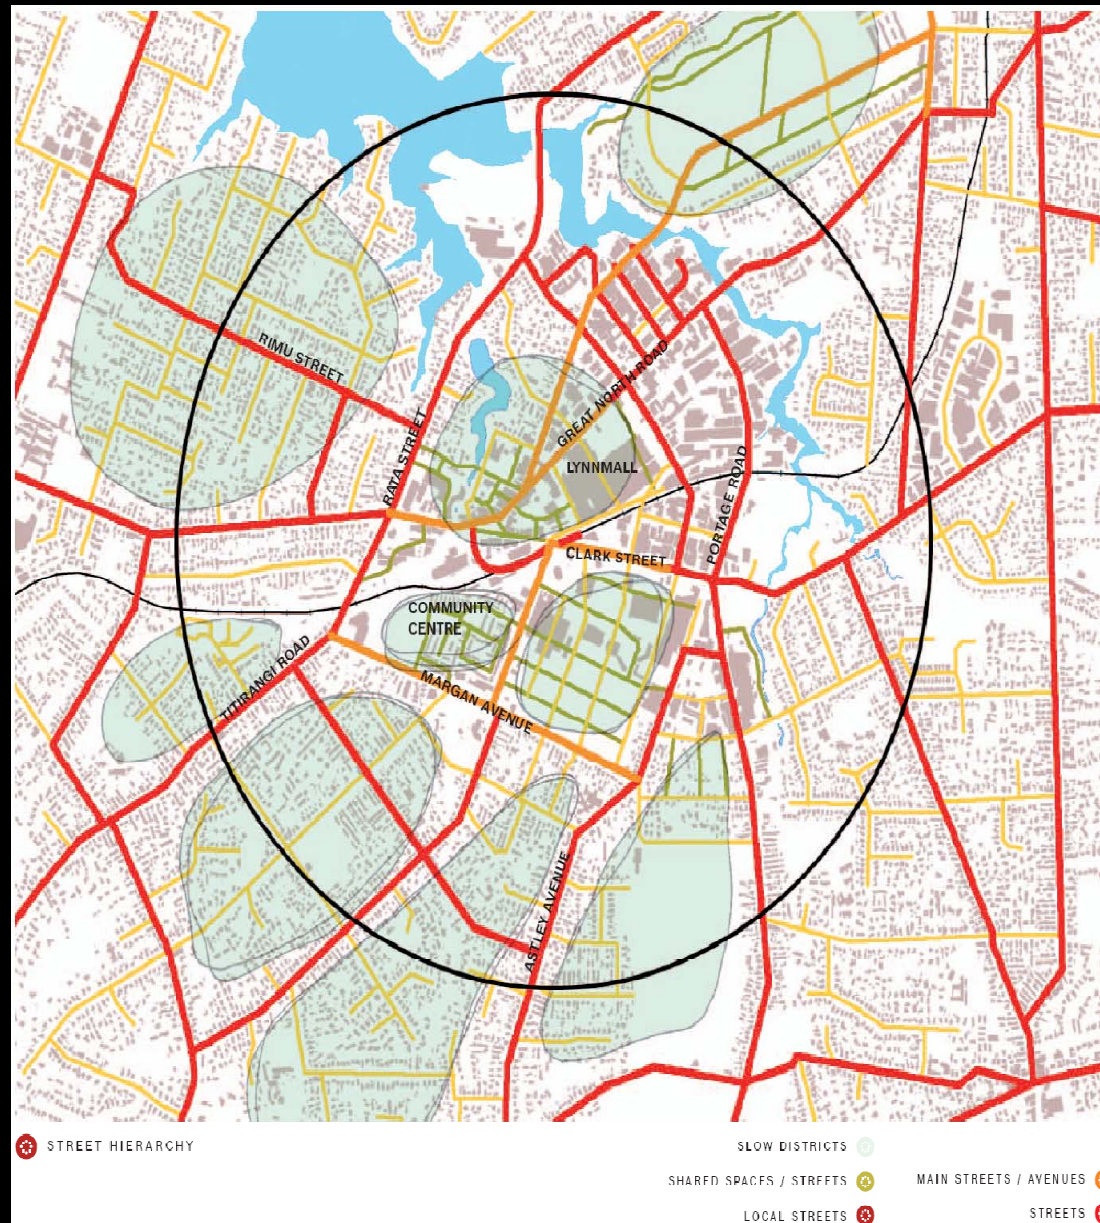 RIMU STREET
RATA STREET
GREAT NORTH ROAD
LYNNMALL
PORTAGE ROAD
CLARK STREET
COMMUNITY
CENTRE
TITIRANGI ROAD
MARGAN AVENUE
ASTLEY AVENUE
STREET HIERARCHY
SLOW DISTRICTS
SHARED SPACES / STREETS
MAIN STREETS / AVENUES
LOCAL STREETS
STREETS